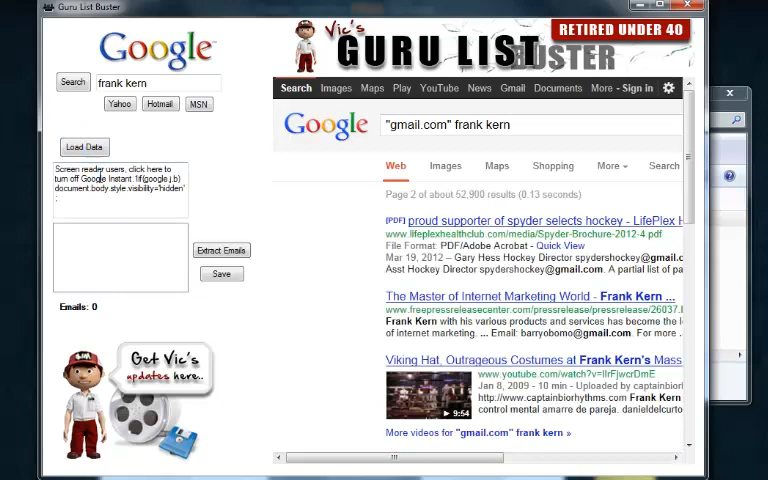 Guru List Buster
Google™
Search
frank kern
Yahoo
Hotmail
MSN
Load Data
Screen reader users, click here to
turn off Google Instant.
document.body.style.visibility='hidden'
;
Extract Emails
Save
Emails: 0
Get Vic's
updates here..
Vic's
GURU LIST
BUSTER
RETIRED UNDER 40
Search Images Maps Play YouTube News Gmail Documents More - Sign in
Google
"gmail.com" frank kern
Web Images Maps Shopping More Search
Page 2 of about 52,900 results (0.13 seconds)
[PDF] proud supporter of spyder selects hockey - LifePlex H
www.lifeplexhealthclub.com/media/Spyder-Brochure-2012-4.pdf
File Format: PDF/Adobe Acrobat - Quick View
Mar 19, 2012 – Gary Hess Hockey Director spydershockey@gmail.c
Asst Hockey Director spydershockey@gmail.com. A partial list of pa
The Master of Internet Marketing World - Frank Kern ...
www.freepressreleasecenter.com/pressrelease/pressrelease/26037.
Frank Kern with his various products and services has become the l
of internet marketing. ... Email: barryobomo@gmail.com. For more .
Viking Hat, Outrageous Costumes at Frank Kern's Mass
www.youtube.com/watch?v=IIrFjwcrDmE
Jan 8, 2009 - 10 min - Uploaded by captainbior
http://www.captainbiorhythms.com Frank Kern
control mental amarre de pareja. danieldelcurto
9:54
More videos for "gmail.com" frank kern »